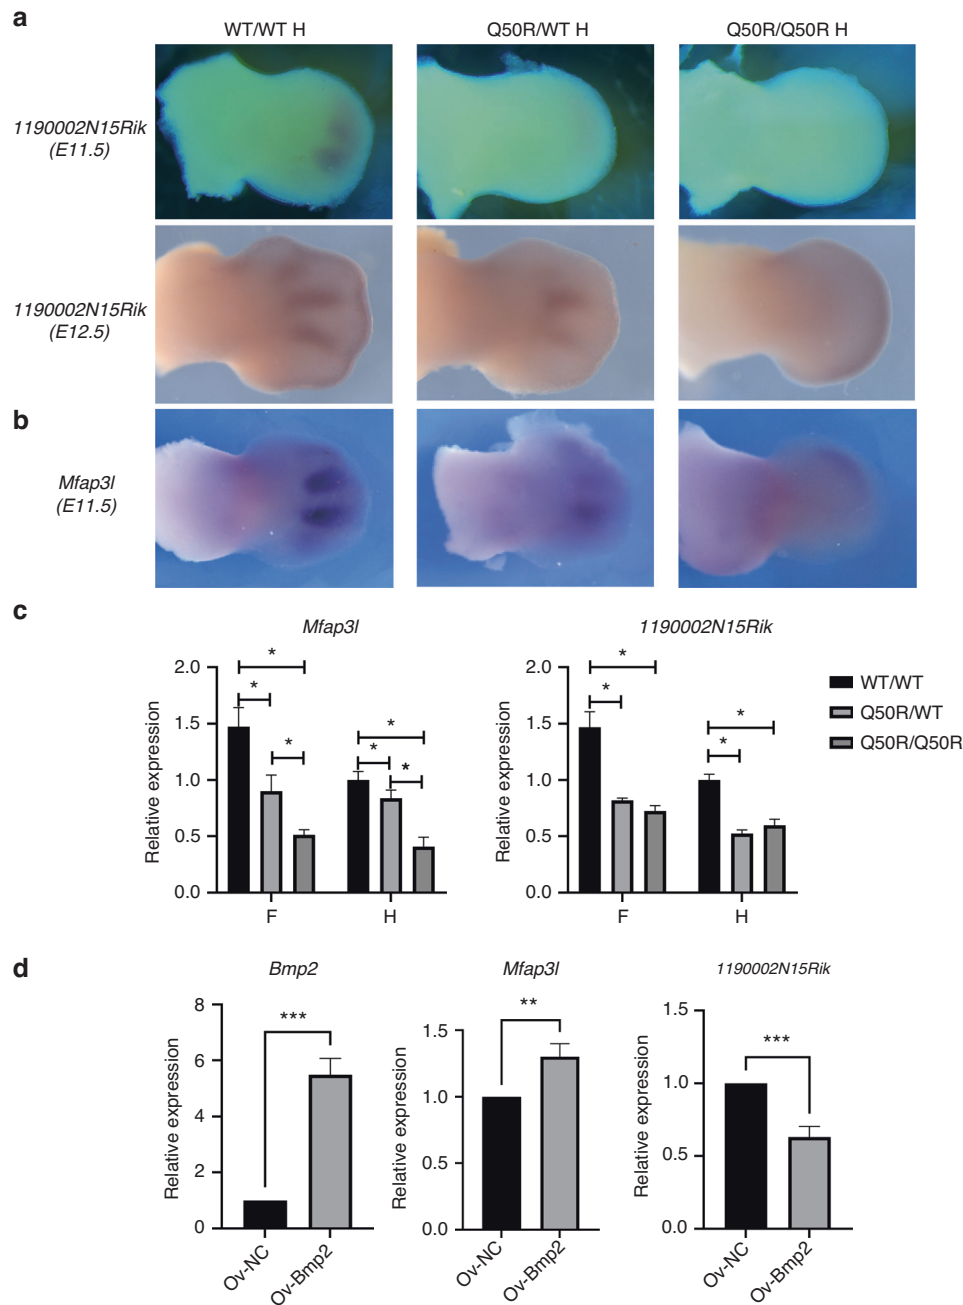 a
WT/WT H
Q50R/WT H
Q50R/Q50R H
1190002N15Rik
(E11.5)
1190002N15Rik
(E12.5)
b
Mfap3l
(E11.5)
c
Mfap3l
Relative expression
2.0
1.5
1.0
0.5
0.0
*
*
*
*
*
*
F
H
1190002N15Rik
Relative expression
2.0
1.5
1.0
0.5
0.0
*
*
*
*
F
H
WT/WT
Q50R/WT
Q50R/Q50R
d
Bmp2
Relative expression
8
6
4
2
0
***
Ov-NC
Ov-Bmp2
Mfap3l
Relative expression
1.5
1.0
0.5
0.0
**
Ov-NC
Ov-Bmp2
1190002N15Rik
Relative expression
1.5
1.0
0.5
0.0
***
Ov-NC
Ov-Bmp2